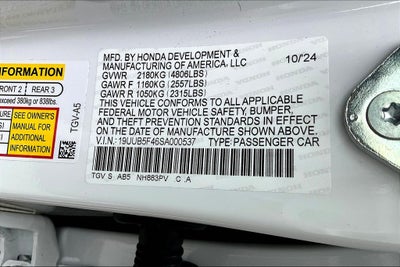 INFORMATION
FRONT 2 REAR 3
exceed 380kg or 838lbs.
SEE OWNER'S
MANUAL FOR
ADDITIONAL
INFORMATION
TGV-A5
MFD. BY HONDA DEVELOPMENT & 10/24
MANUFACTURING OF AMERICA, LLC
GVWR 2180KG (4806LBS)
GAWR F 1160KG (2557LBS)
GAWR R 1050KG (2315LBS)
THIS VEHICLE CONFORMS TO ALL APPLICABLE
FEDERAL MOTOR VEHICLE SAFETY, BUMPER,
AND THEFT PREVENTION STANDARDS IN EFFECT
ON THE DATE OF MANUFACTURE SHOWN ABOVE.
V.I.N.: 19UUB5F46SA000537 TYPE: PASSENGER CAR
TGV S AB5 NH883PV C A